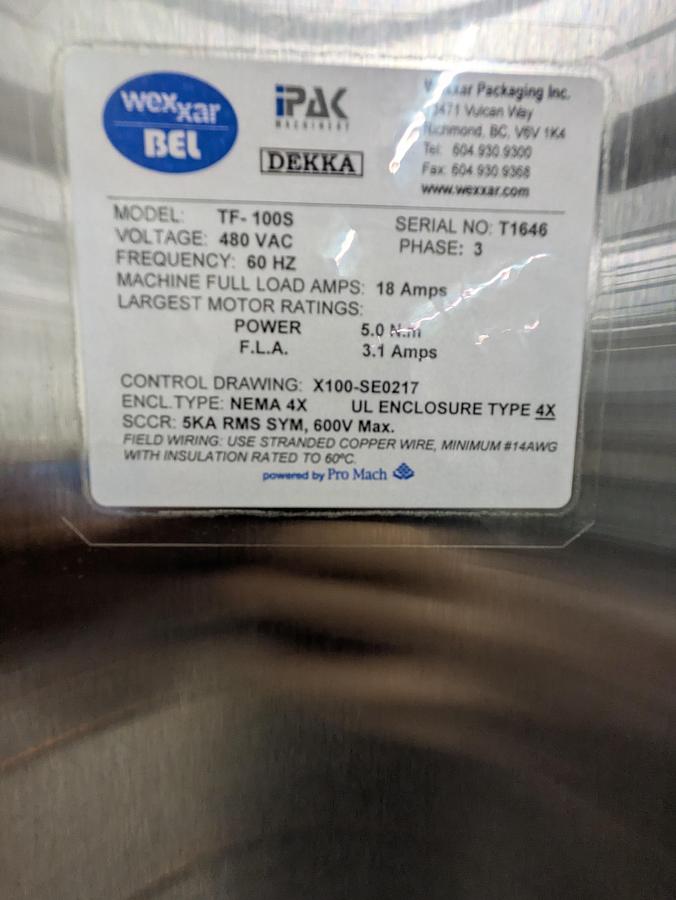 wexxar
BEL
iPAK
MACHINERY
DEKKA
Packaging Inc.
Vulcan Way
BC, V6V 1K4
Tel: 604.930.9300
Fax: 604.930.9368
www.wexxar.com
MODEL: TF- 100S
SERIAL NO: T1646
VOLTAGE: 480 VAC
PHASE: 3
FREQUENCY: 60 HZ
MACHINE FULL LOAD AMPS: 18 Amps
LARGEST MOTOR RATINGS:
POWER 5.0 N.m
F.L.A. 3.1 Amps
CONTROL DRAWING: X100-SE0217
ENCL.TYPE: NEMA 4X UL ENCLOSURE TYPE 4X
SCCR: 5KA RMS SYM, 600V Max.
FIELD WIRING: USE STRANDED COPPER WIRE, MINIMUM #14AWG
WITH INSULATION RATED TO 60ºC.
powered by Pro Mach